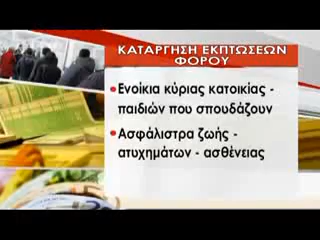 ΚΑΤΑΡΓΗΣΗ ΕΚΠΤΩΣΕΩΝ
ΦΟΡΟΥ
Ενοίκια κύριας κατοικίας -
παιδιών που σπουδάζουν
Ασφάλιστρα ζωής -
ατυχημάτων - ασθένειας